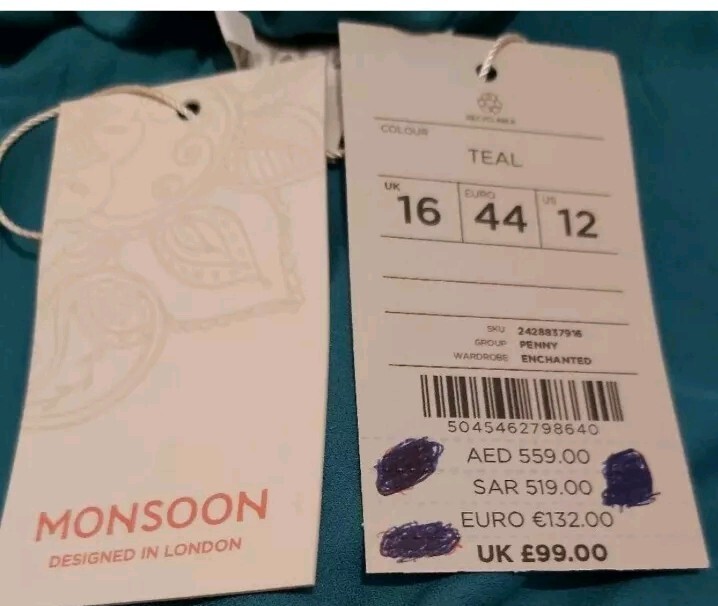 MONSOON
DESIGNED IN LONDON
COLOUR
TEAL
UK 16 EURO 44 US 12
SKU 2428837916
GROUP PENNY
WARDROBE ENCHANTED
5045462798640
AED 559.00
SAR 519.00
EURO €132.00
UK £99.00